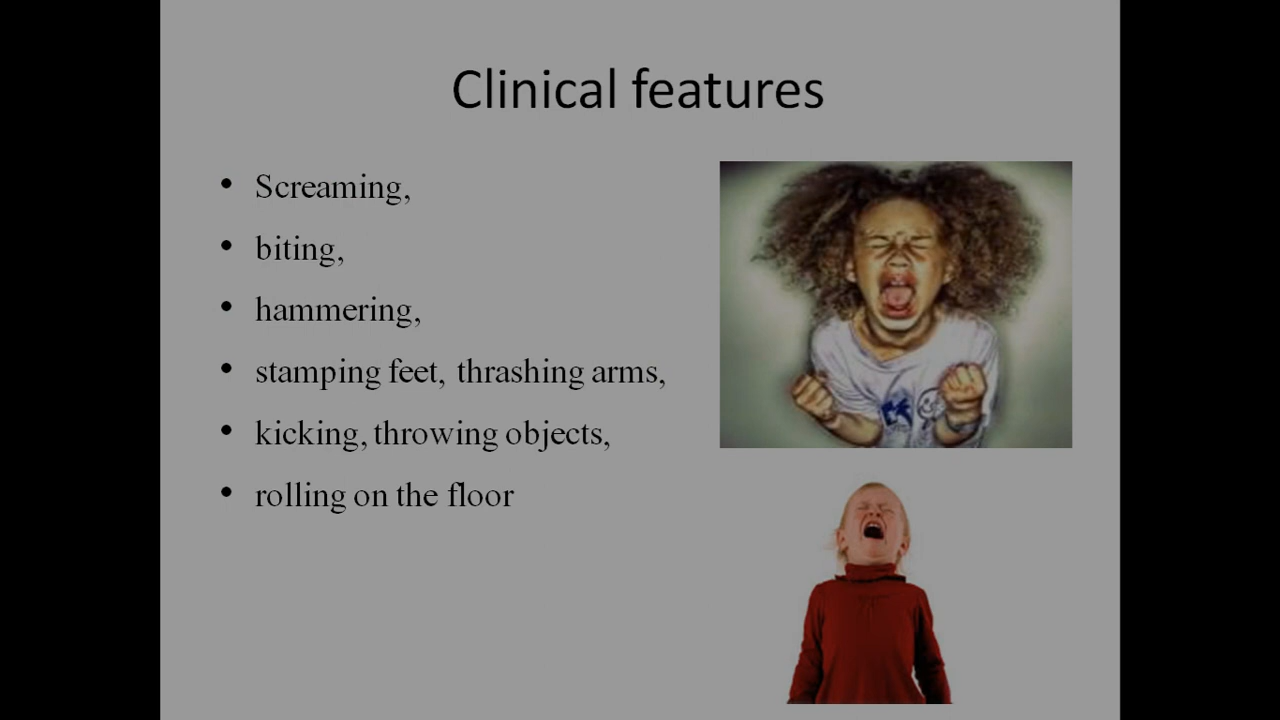 Clinical features
• Screaming,
• biting,
• hammering,
• stamping feet, thrashing arms,
• kicking, throwing objects,
• rolling on the floor